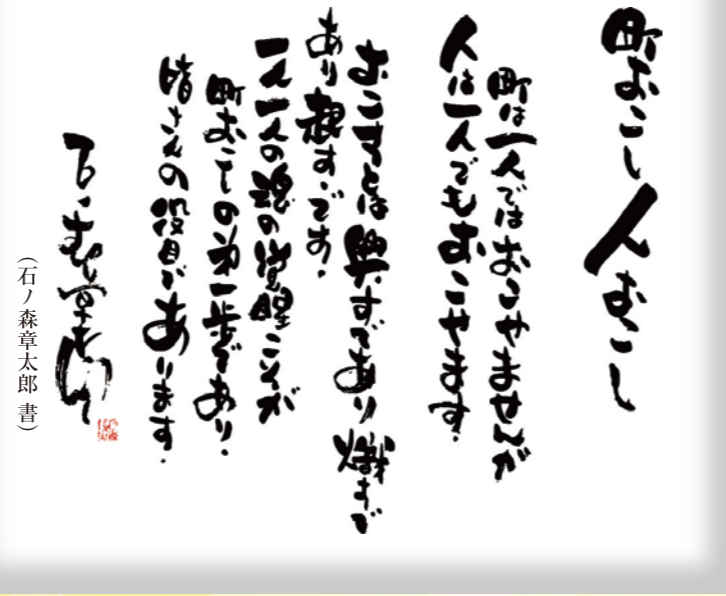 町おこし人おこし
町は一人ではおこせませんが
人は一人でもおこせます。
おこすとは興すであり熾すで
あり起すです。
一人一人の魂の覚醒こそが
町おこしの第一歩であり、
皆さんの役目であります。
石ノ森章太郎
（石ノ森章太郎 書）